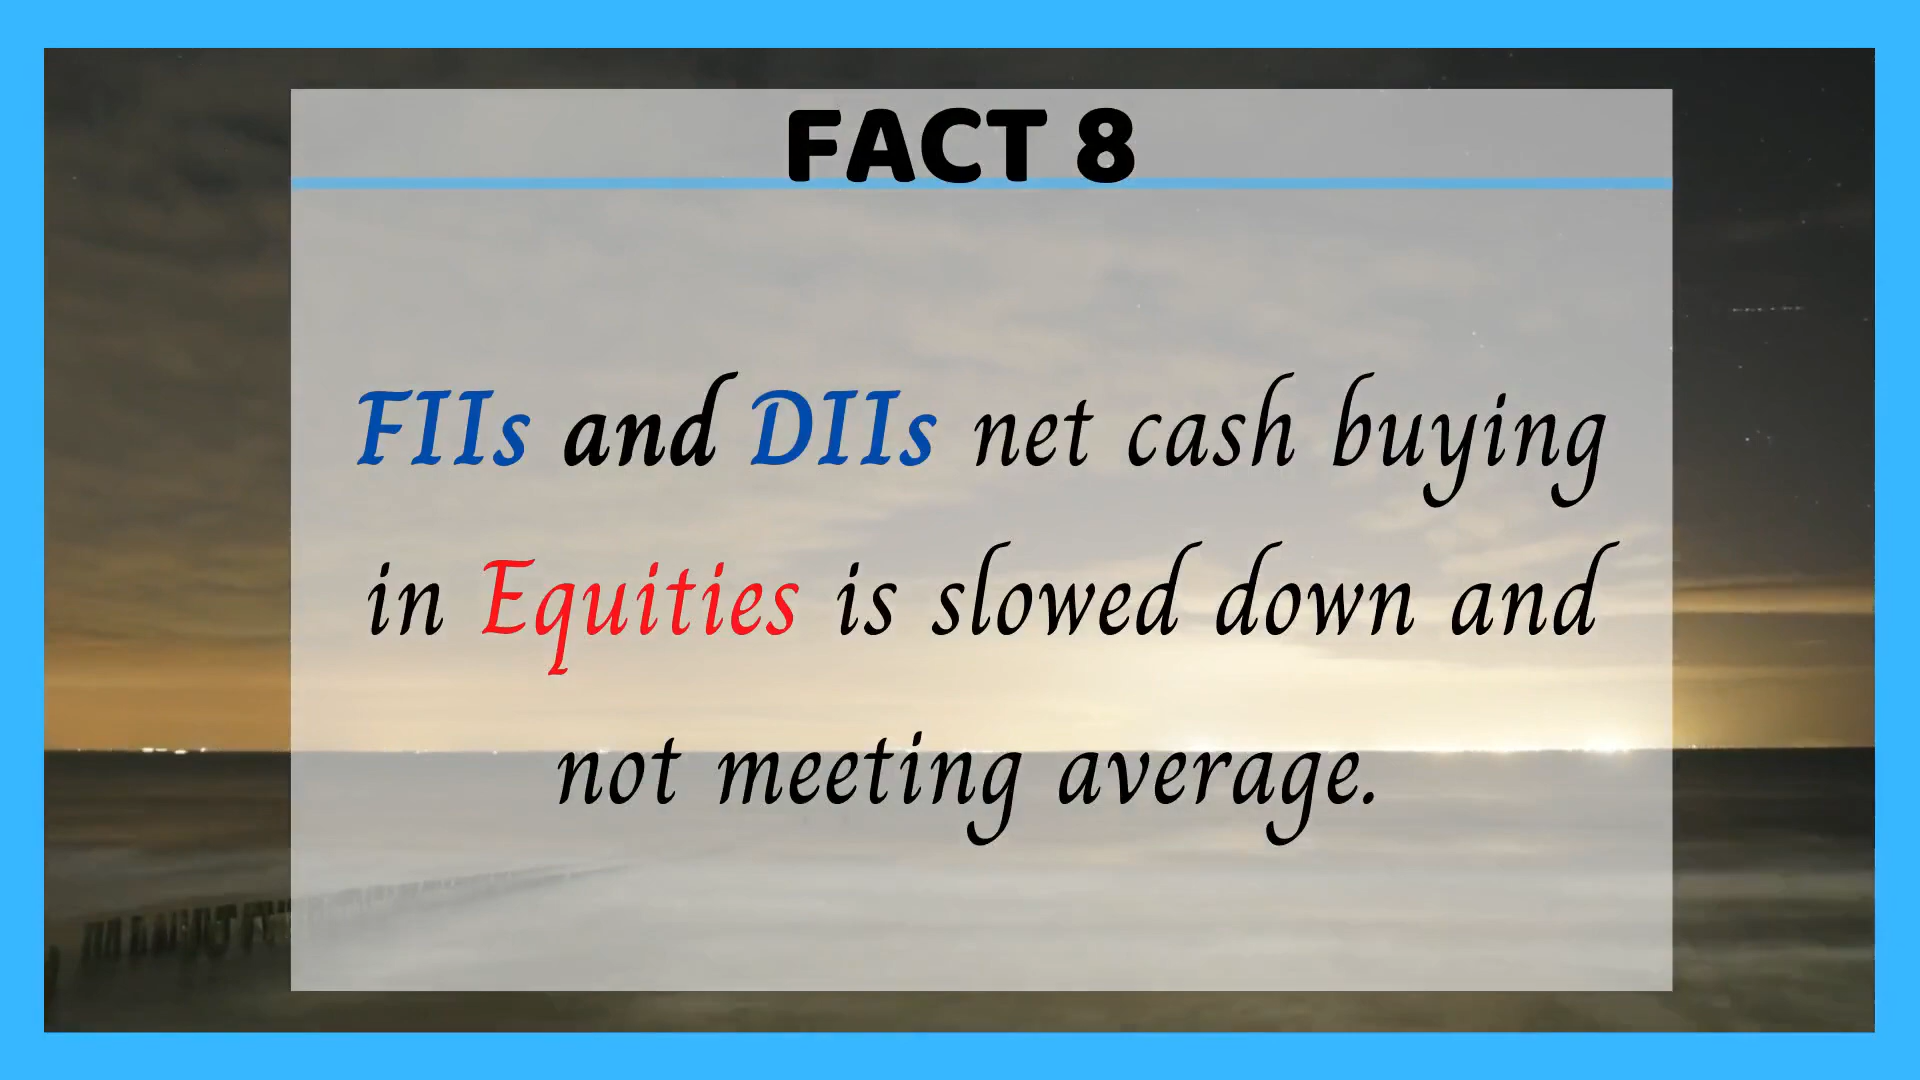 FACT 8
FIIs and DIIs net cash buying
in Equities is slowed down and
not meeting average.